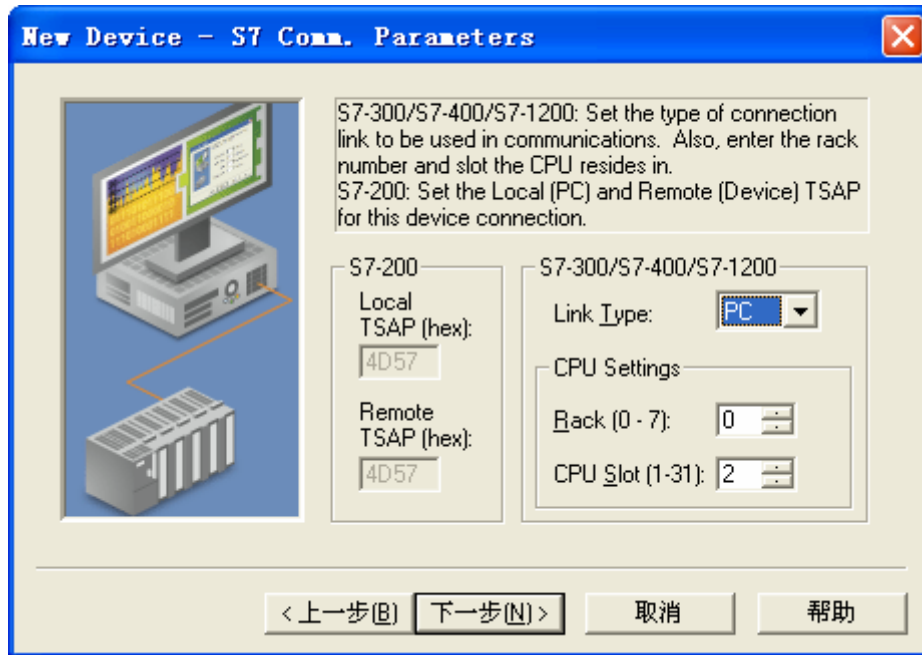 New Device - S7 Comm. Parameters
S7-300/S7-400/S7-1200: Set the type of connection
link to be used in communications.  Also, enter the rack
number and slot the CPU resides in.
S7-200: Set the Local (PC) and Remote (Device) TSAP
for this device connection.
S7-200
Local
TSAP (hex):
4D57
Remote
TSAP (hex):
4D57
S7-300/S7-400/S7-1200
Link Type:
PC
CPU Settings
Rack (0 - 7):
0
CPU Slot (1-31):
2
<上一步(B)
下一步(N)>
取消
帮助